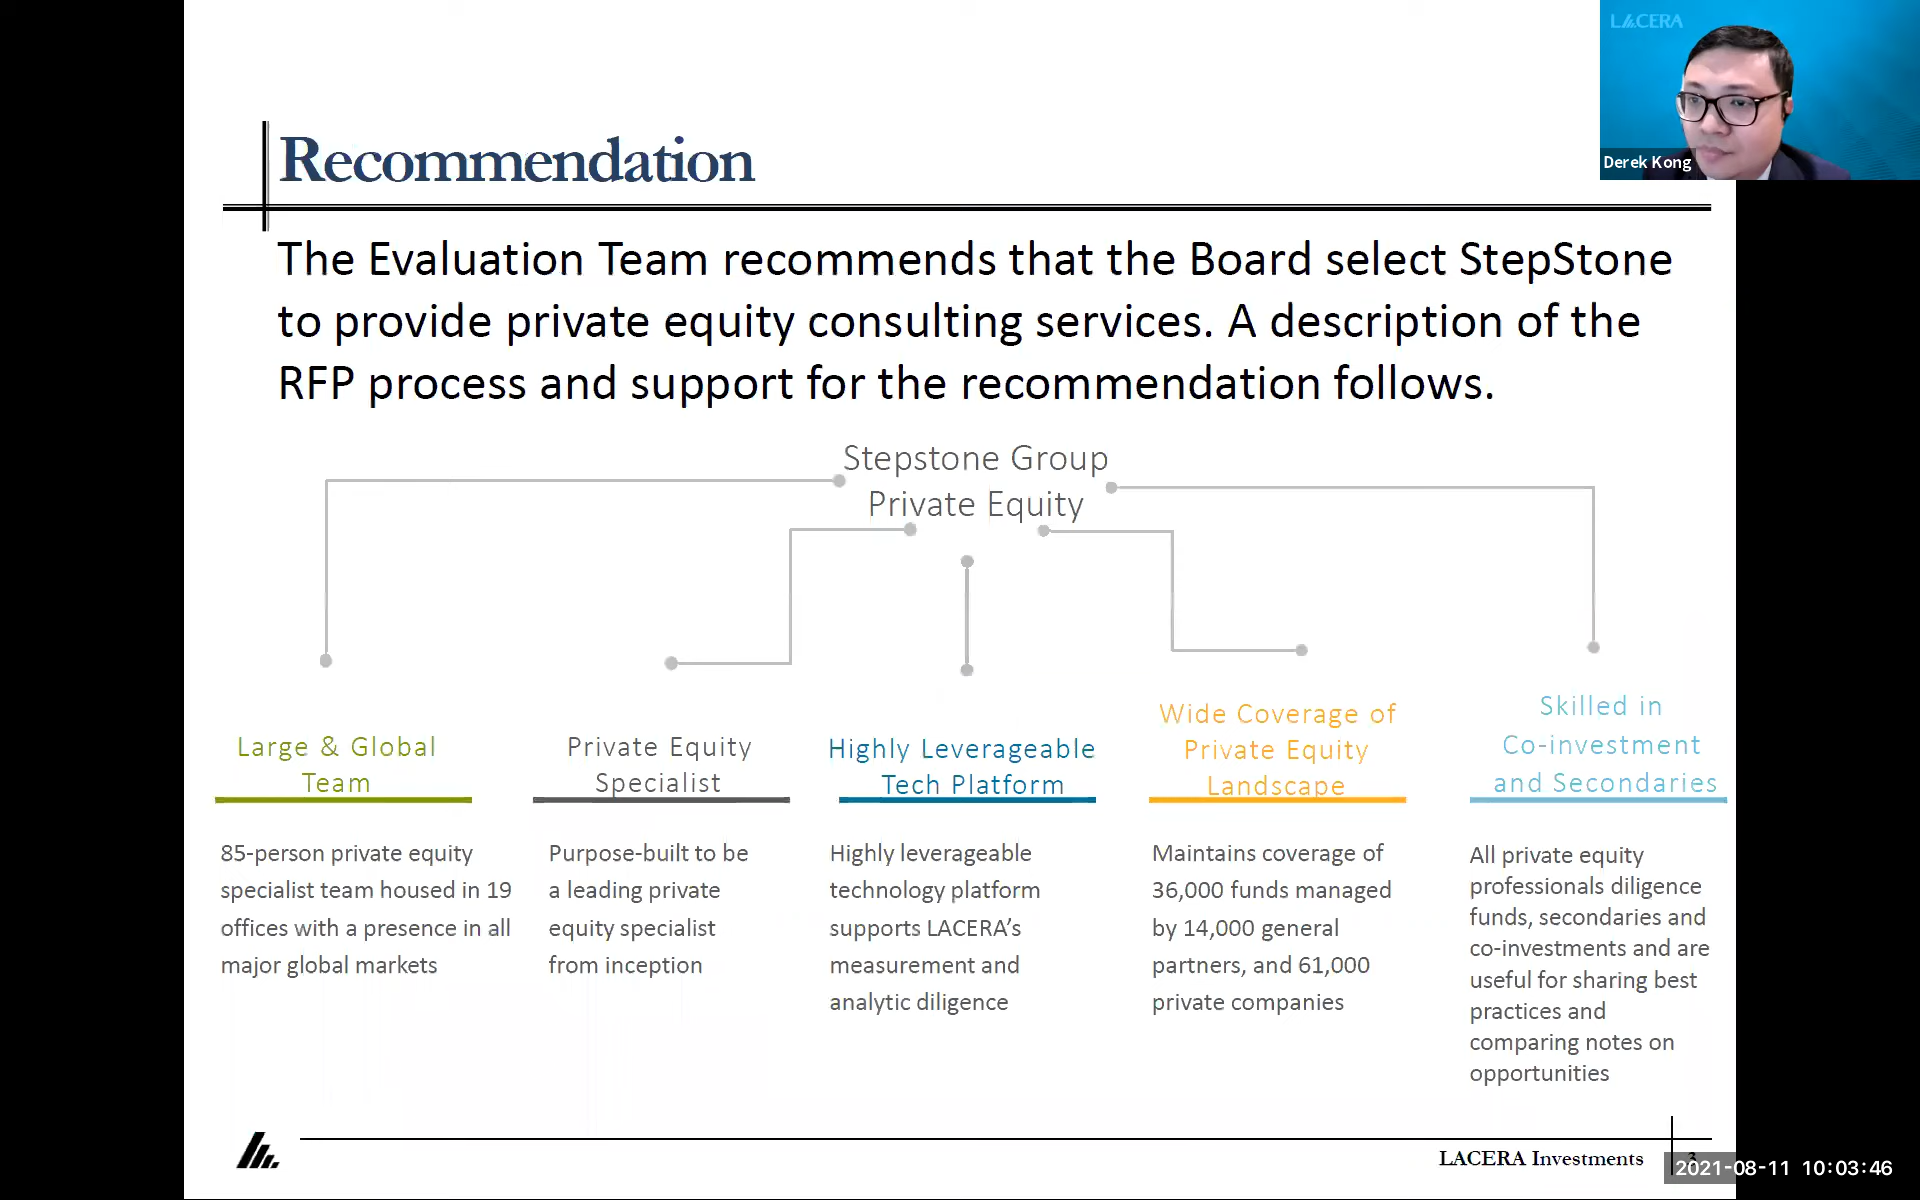 LACERA
Derek Kong
Recommendation
The Evaluation Team recommends that the Board select StepStone
to provide private equity consulting services. A description of the
RFP process and support for the recommendation follows.
Stepstone Group
Private Equity
Large & Global
Team
85-person private equity
specialist team housed in 19
offices with a presence in all
major global markets
Private Equity
Specialist
Purpose-built to be
a leading private
equity specialist
from inception
Highly Leverageable
Tech Platform
Highly leverageable
technology platform
supports LACERA’s
measurement and
analytic diligence
Wide Coverage of
Private Equity
Landscape
Maintains coverage of
36,000 funds managed
by 14,000 general
partners, and 61,000
private companies
Skilled in
Co-investment
and Secondaries
All private equity
professionals diligence
funds, secondaries and
co-investments and are
useful for sharing best
practices and
comparing notes on
opportunities
LACERA Investments
3
2021-08-11 10:03:46